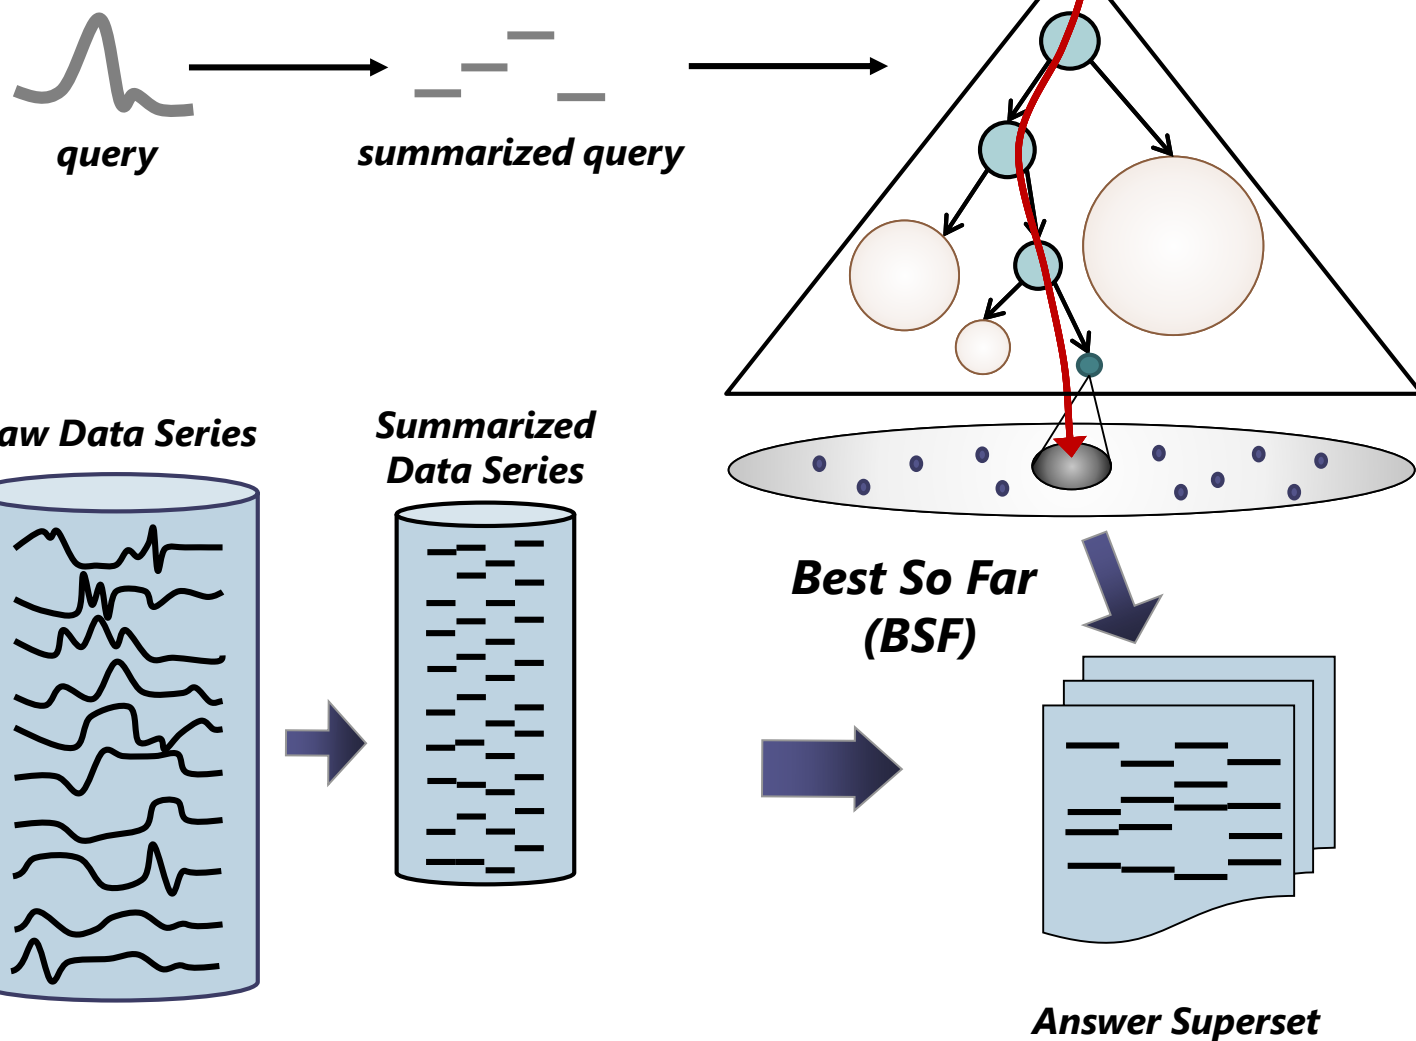 query
summarized query
aw Data Series
Summarized
Data Series
Best So Far
(BSF)
Answer Superset